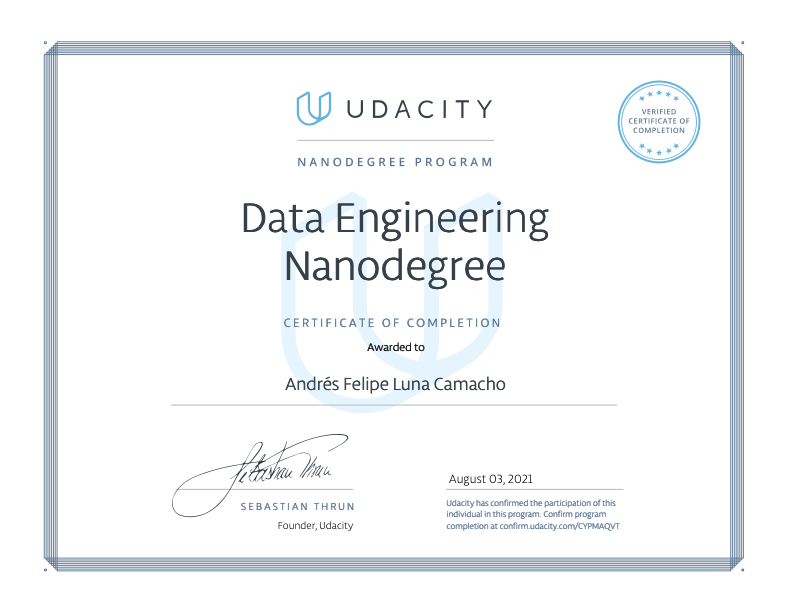 UDACITY
VERIFIED
CERTIFICATE OF
COMPLETION
NANODEGREE PROGRAM
Data Engineering
Nanodegree
CERTIFICATE OF COMPLETION
Awarded to
Andrés Felipe Luna Camacho
Sebastian Thrun
SEBASTIAN THRUN
Founder, Udacity
August 03, 2021
Udacity has confirmed the participation of this
individual in this program. Confirm program
completion at confirm.udacity.com/CYPMAQVT